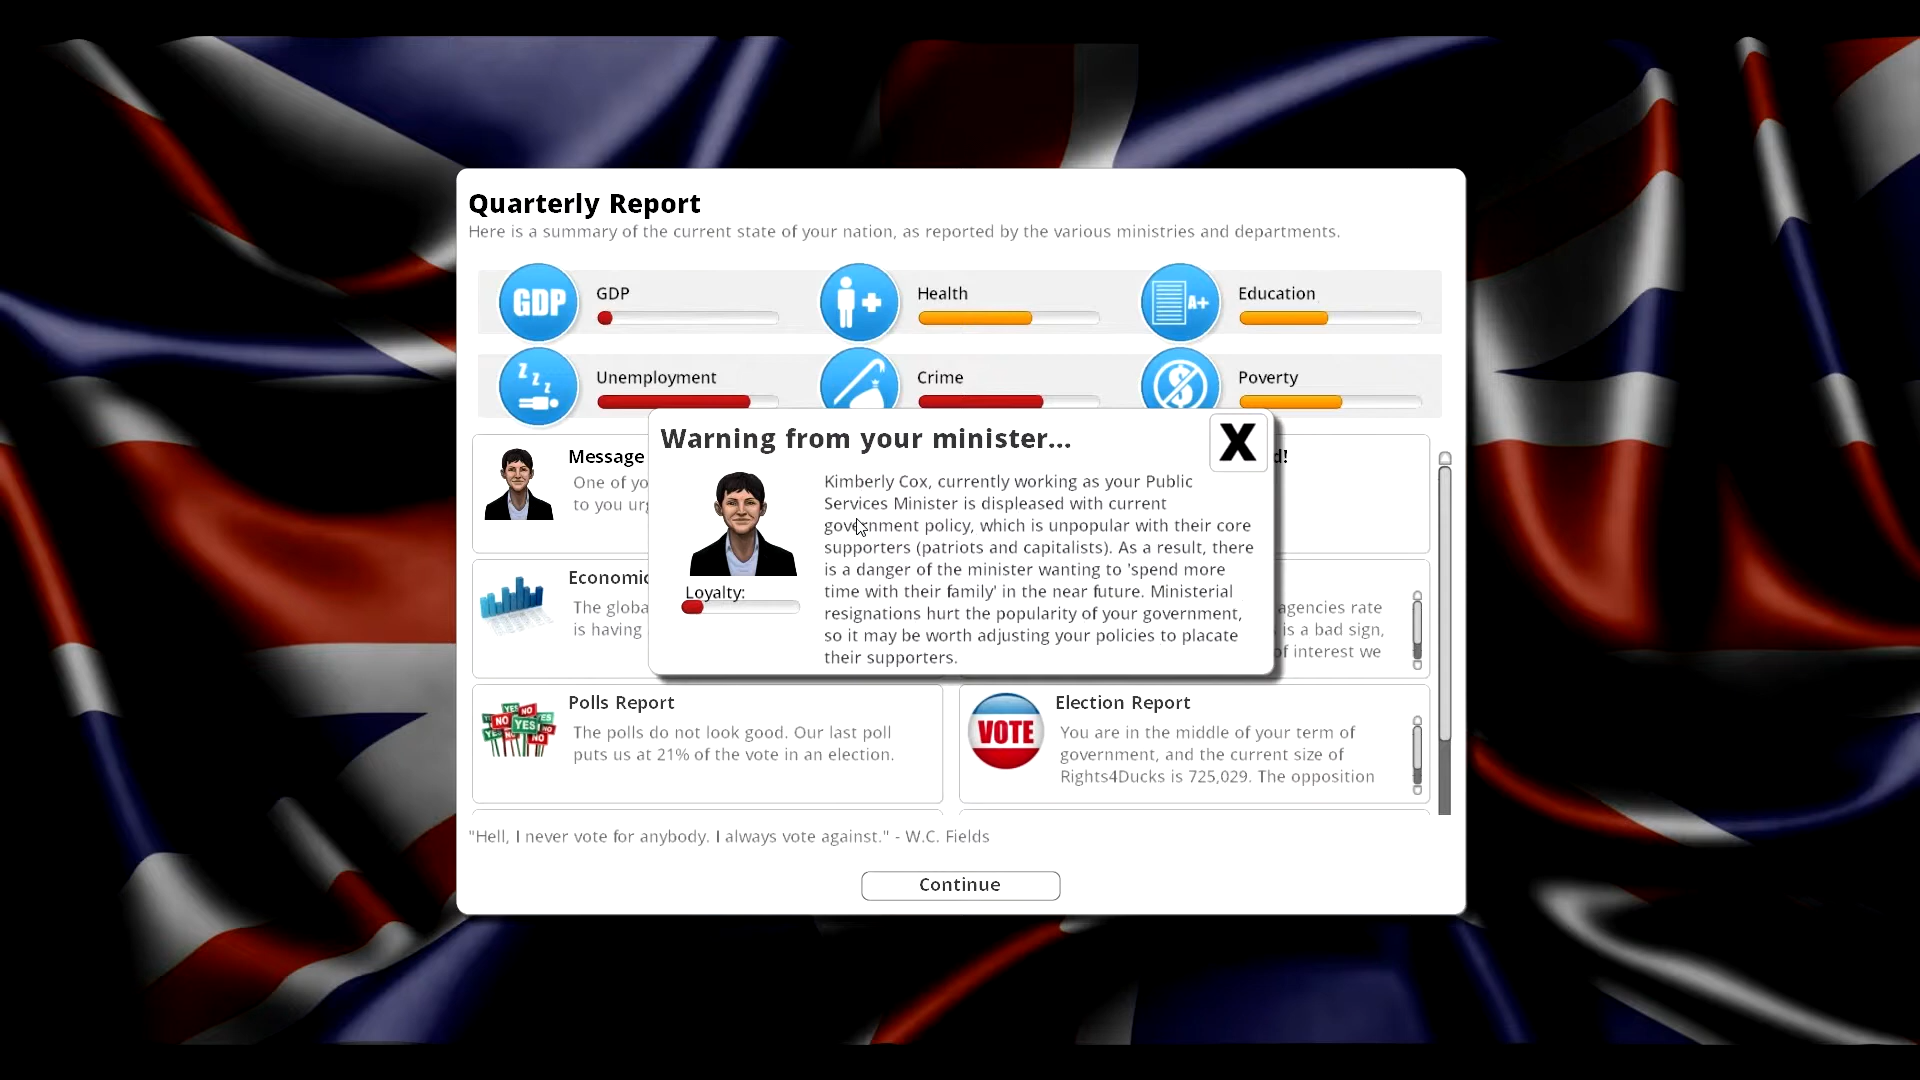 Quarterly Report
Here is a summary of the current state of your nation, as reported by the various ministries and departments.
GDP
GDP
Health
A+
Education
Z Z Z
Unemployment
Crime
$
Poverty
Message
One of yo
to you urg
d!
Warning from your minister...
X
Kimberly Cox, currently working as your Public
Services Minister is displeased with current
government policy, which is unpopular with their core
supporters (patriots and capitalists). As a result, there
is a danger of the minister wanting to 'spend more
time with their family' in the near future. Ministerial
resignations hurt the popularity of your government,
so it may be worth adjusting your policies to placate
their supporters.
Loyalty:
Economic
The globa
is having
agencies rate
is a bad sign,
of interest we
YES NO
NO YES
NO
Polls Report
The polls do not look good. Our last poll
puts us at 21% of the vote in an election.
VOTE
Election Report
You are in the middle of your term of
government, and the current size of
Rights4Ducks is 725,029. The opposition
"Hell, I never vote for anybody. I always vote against." - W.C. Fields
Continue